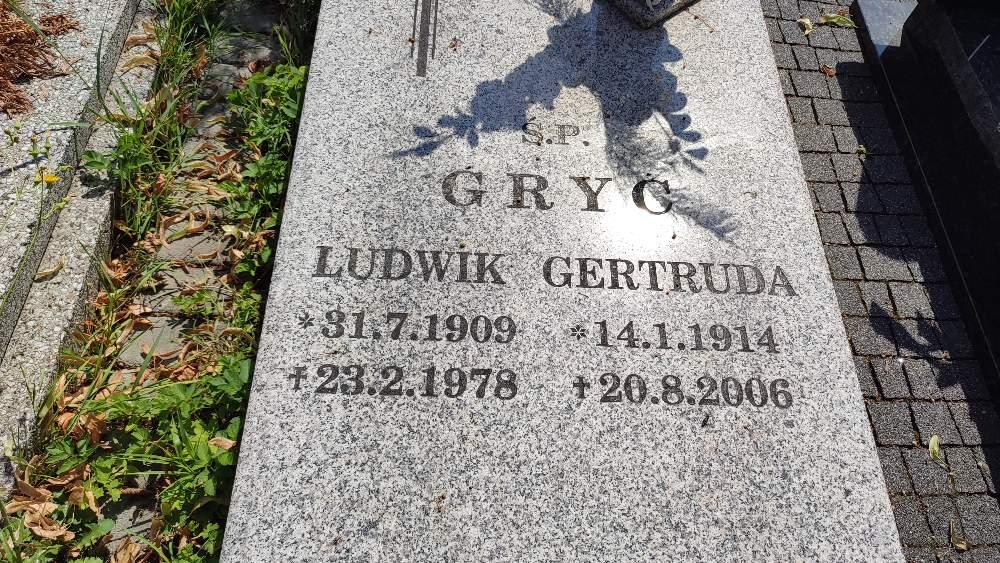 Ś.P.
GRYC
LUDWIK GERTRUDA
*31.7.1909 *14.1.1914
✝23.2.1978 ✝20.8.2006